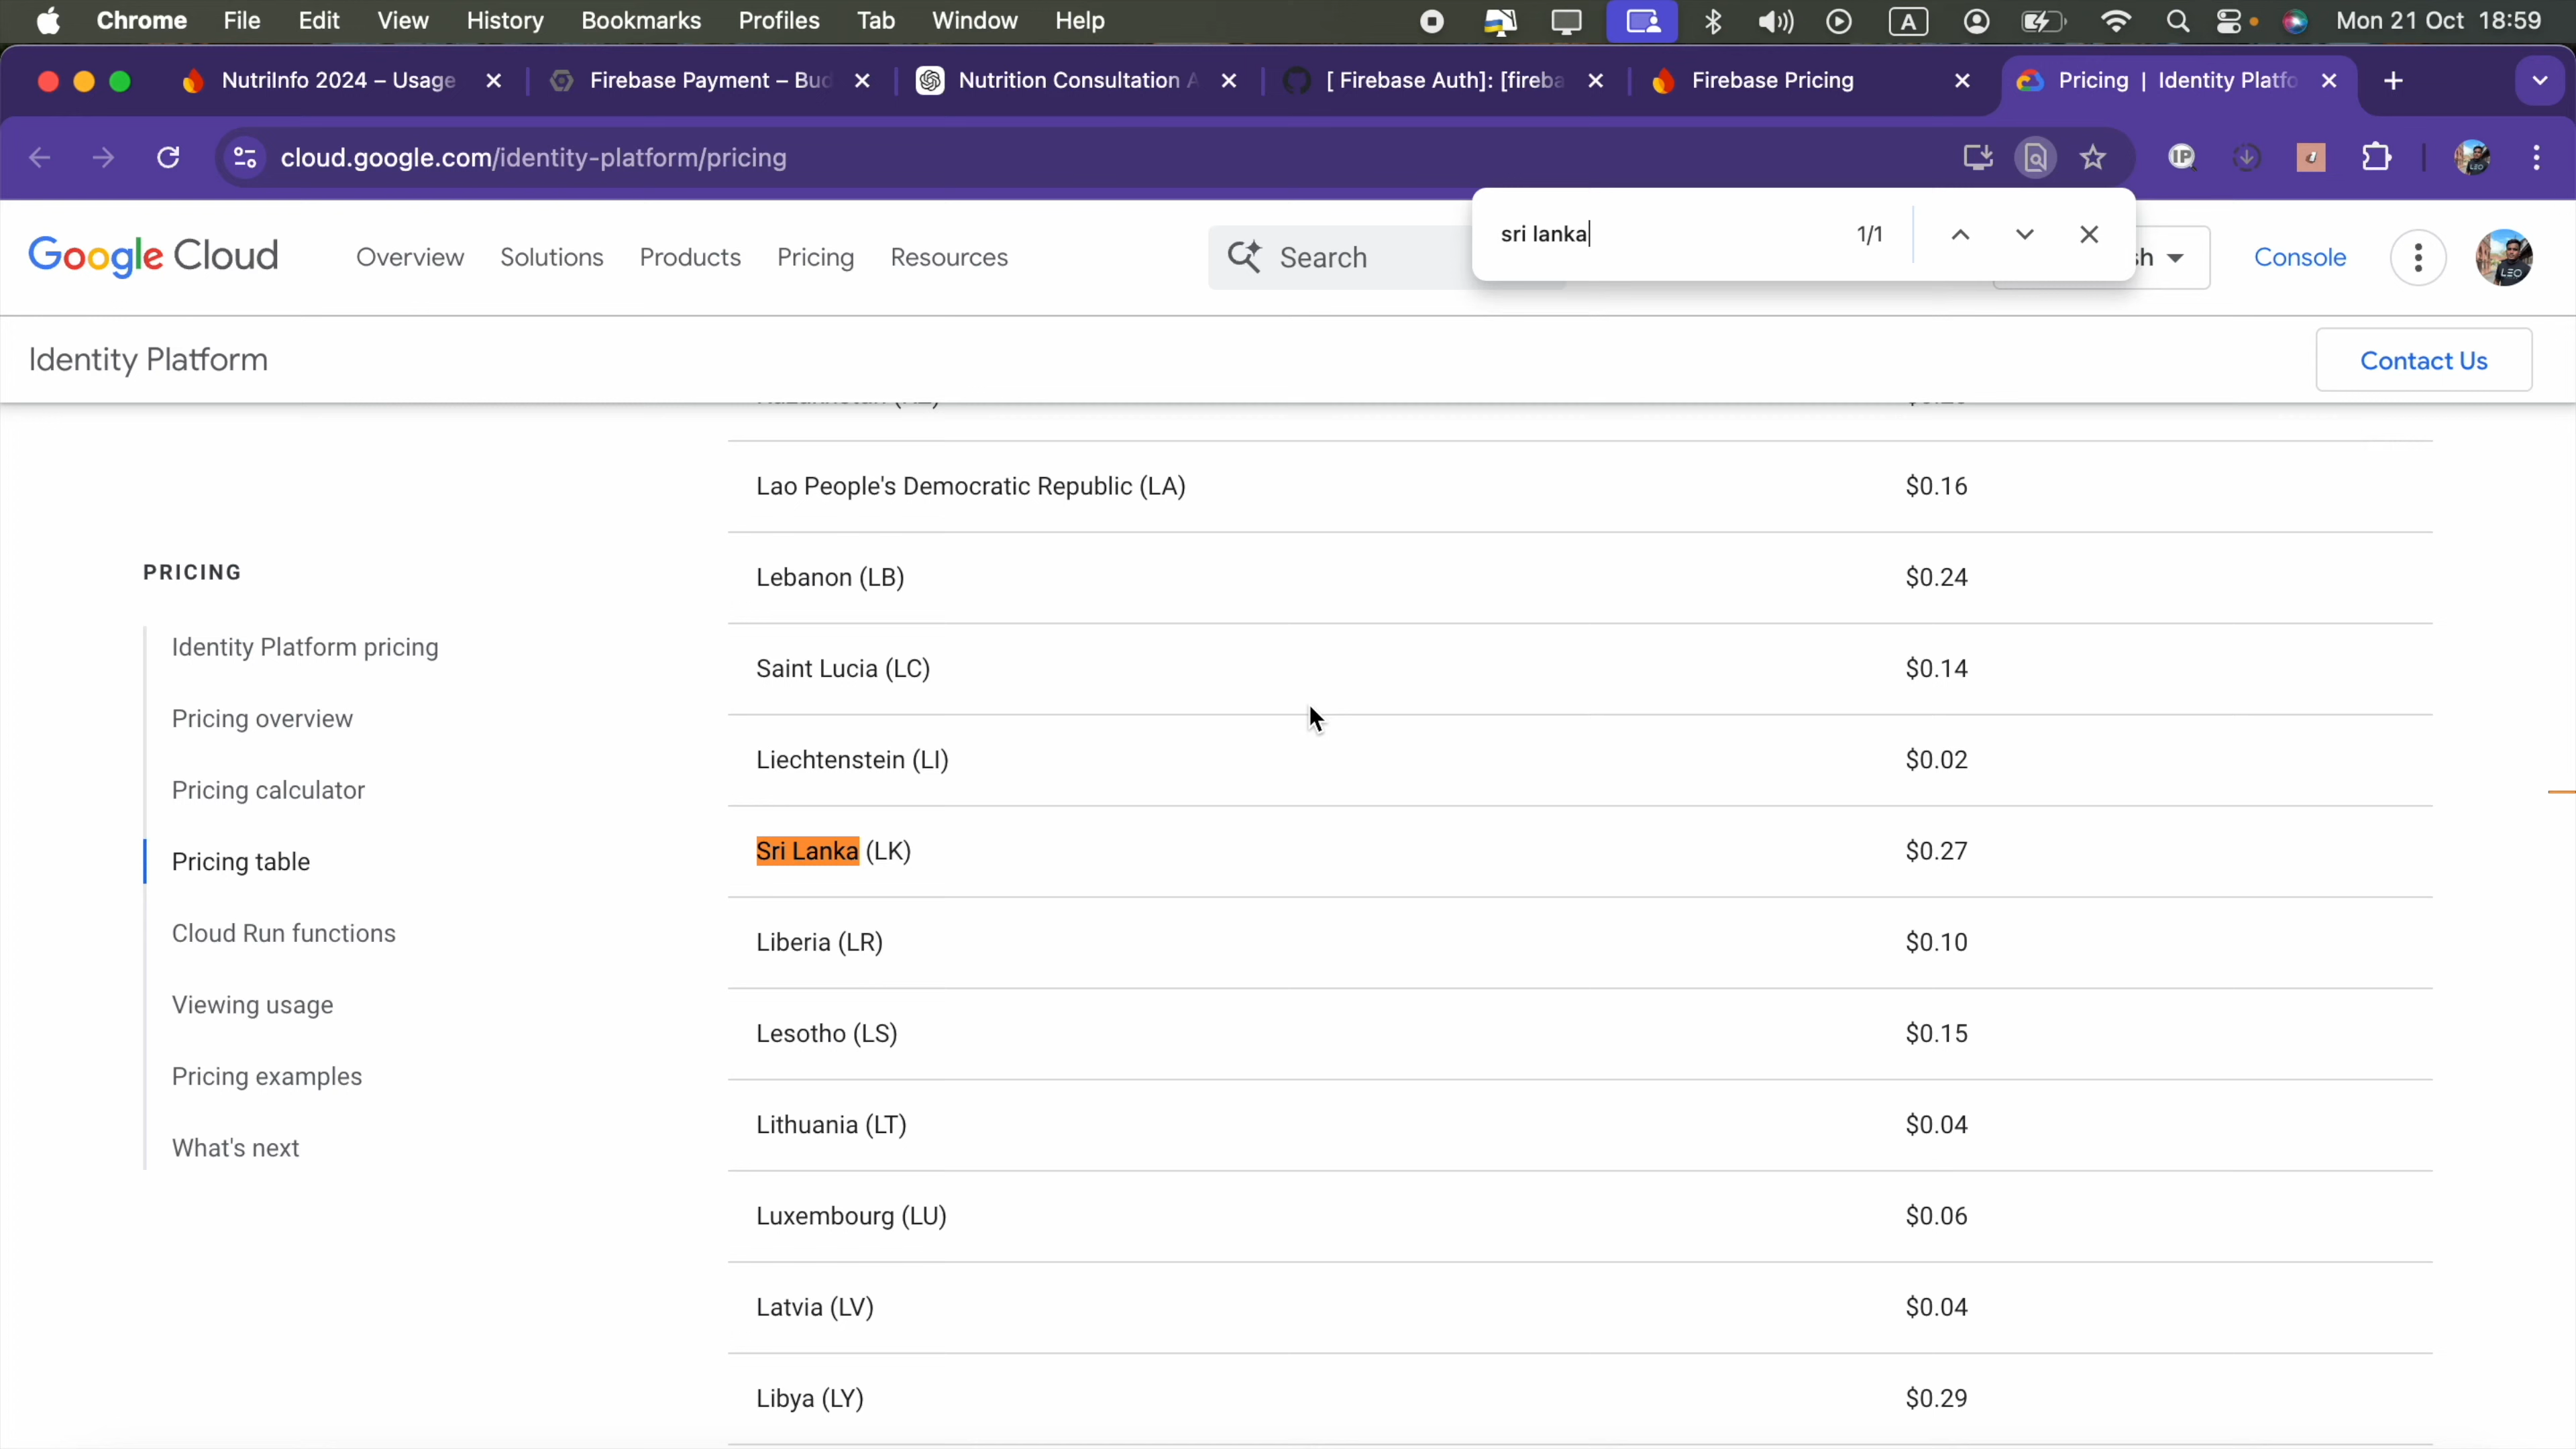 Chrome File Edit View History Bookmarks Profiles Tab Window Help A Mon 21 Oct 18:59
NutriInfo 2024 – Usage Firebase Payment – Bud Nutrition Consultation A [ Firebase Auth]: [fireba Firebase Pricing Pricing | Identity Platfo
cloud.google.com/identity-platform/pricing
sri lanka 1/1
Google Cloud Overview Solutions Products Pricing Resources Search sh Console
Identity Platform Contact Us
Lao People's Democratic Republic (LA) $0.16
PRICING
Lebanon (LB) $0.24
Identity Platform pricing
Saint Lucia (LC) $0.14
Pricing overview
Liechtenstein (LI) $0.02
Pricing calculator
Sri Lanka (LK) $0.27
Pricing table
Cloud Run functions
Liberia (LR) $0.10
Viewing usage
Lesotho (LS) $0.15
Pricing examples
Lithuania (LT) $0.04
What's next
Luxembourg (LU) $0.06
Latvia (LV) $0.04
Libya (LY) $0.29